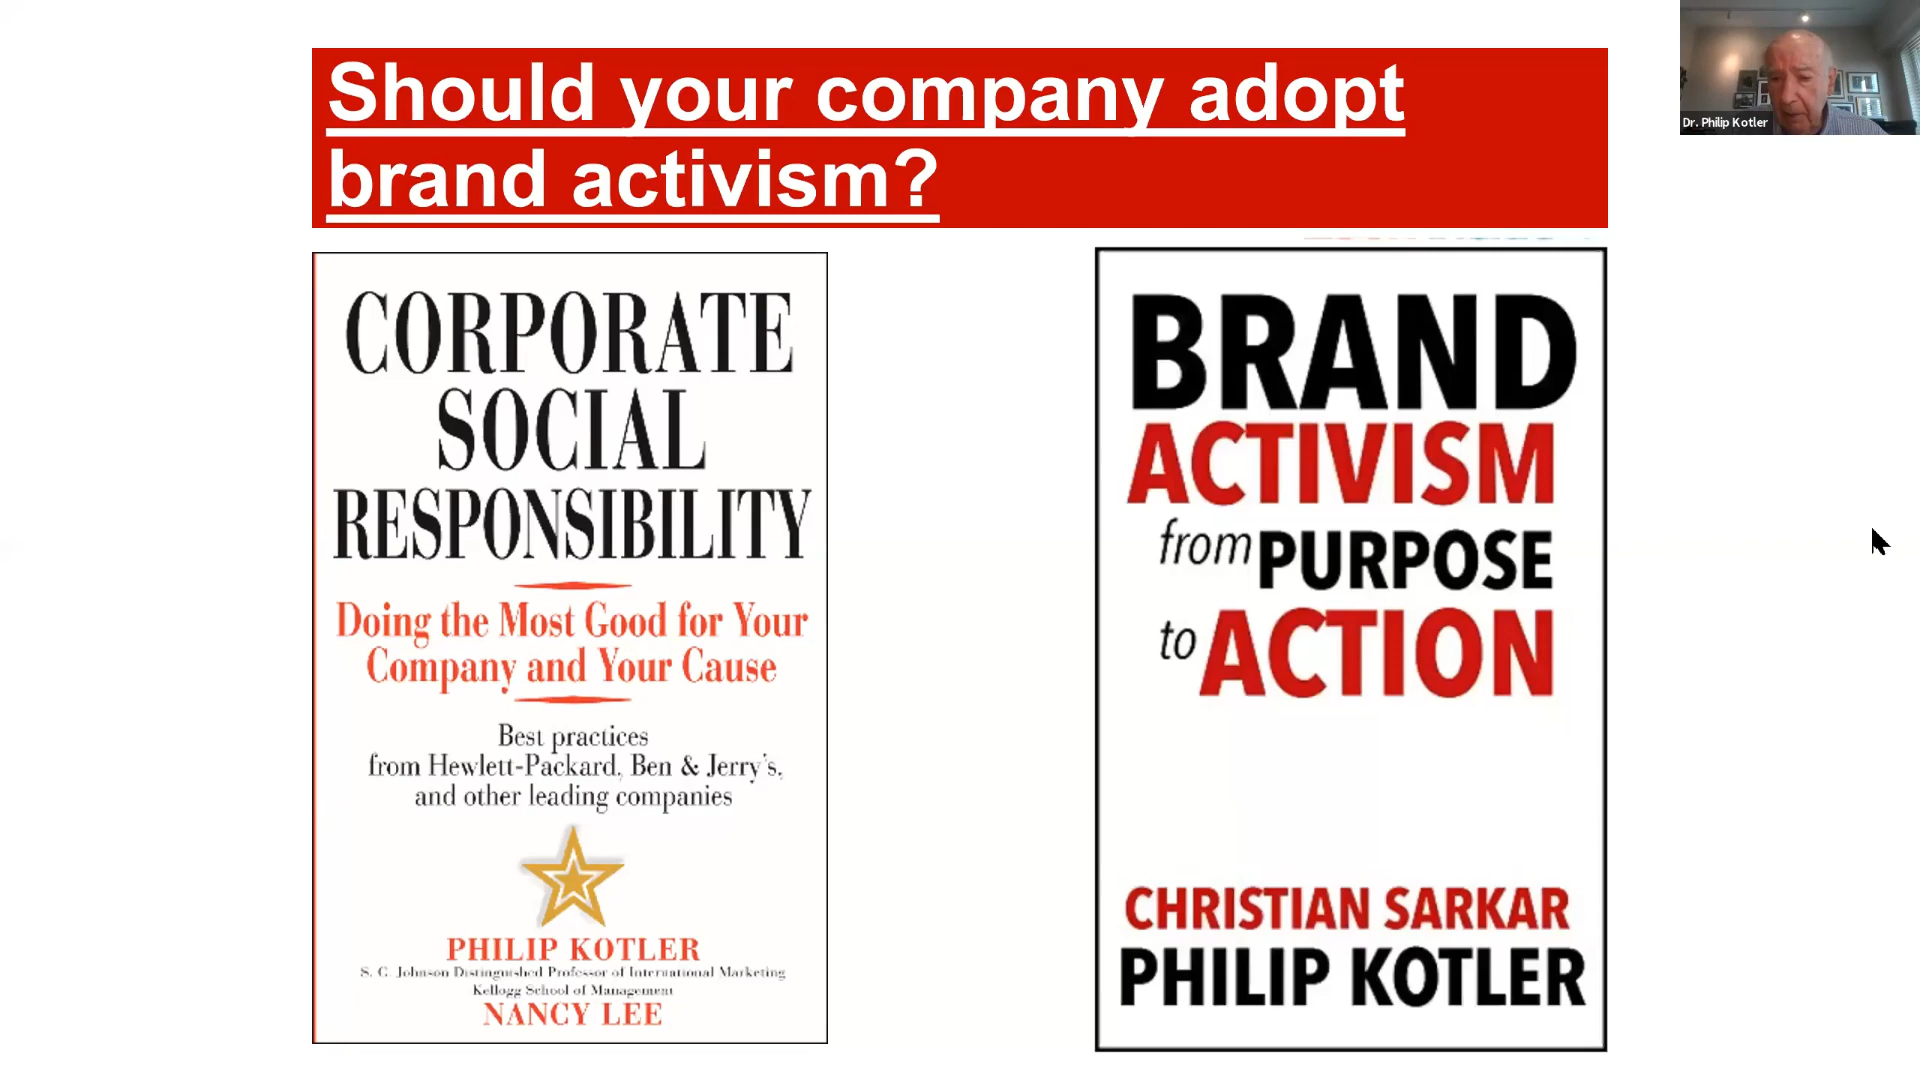 Should your company adopt
brand activism?
CORPORATE
SOCIAL
RESPONSIBILITY
Doing the Most Good for Your
Company and Your Cause
Best practices
from Hewlett-Packard, Ben & Jerry's,
and other leading companies
PHILIP KOTLER
S. C. Johnson Distinguished Professor of International Marketing
Kellogg School of Management
NANCY LEE
BRAND
ACTIVISM
from PURPOSE
to ACTION
CHRISTIAN SARKAR
PHILIP KOTLER
Dr. Philip Kotler